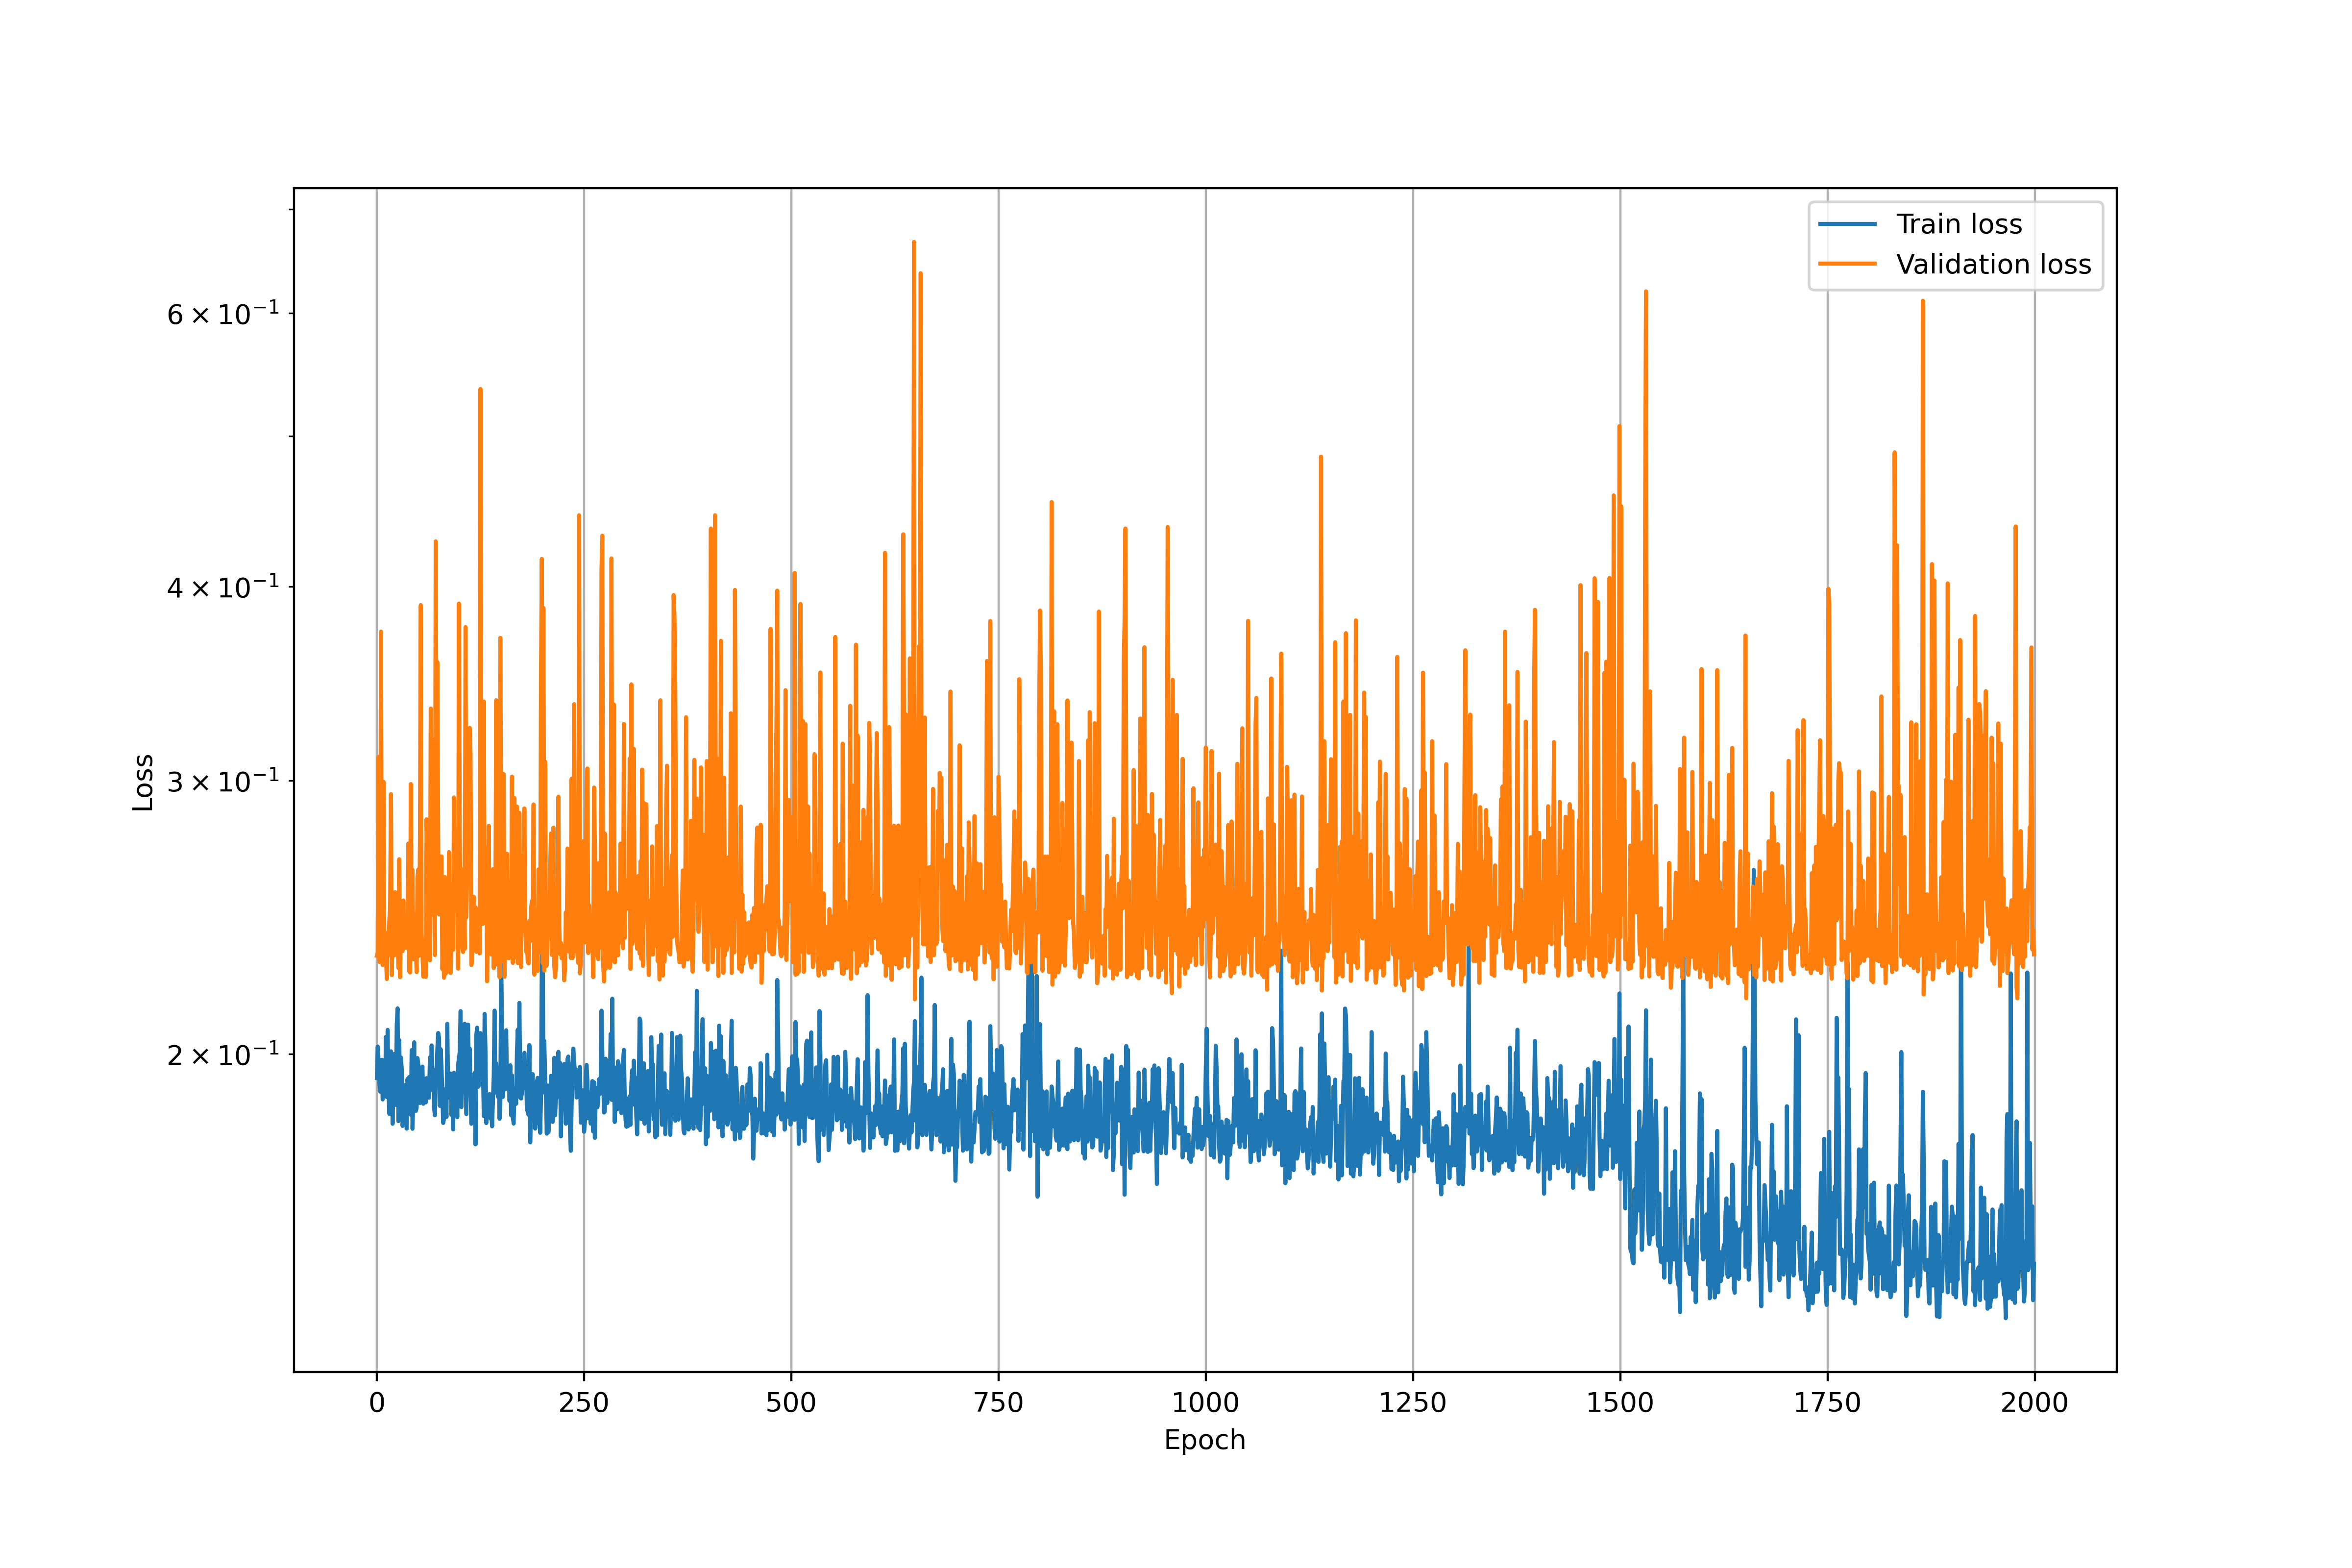 Train loss
Validation loss
6 × 10⁻¹
4 × 10⁻¹
3 × 10⁻¹
2 × 10⁻¹
Loss
0 250 500 750 1000 1250 1500 1750 2000
Epoch